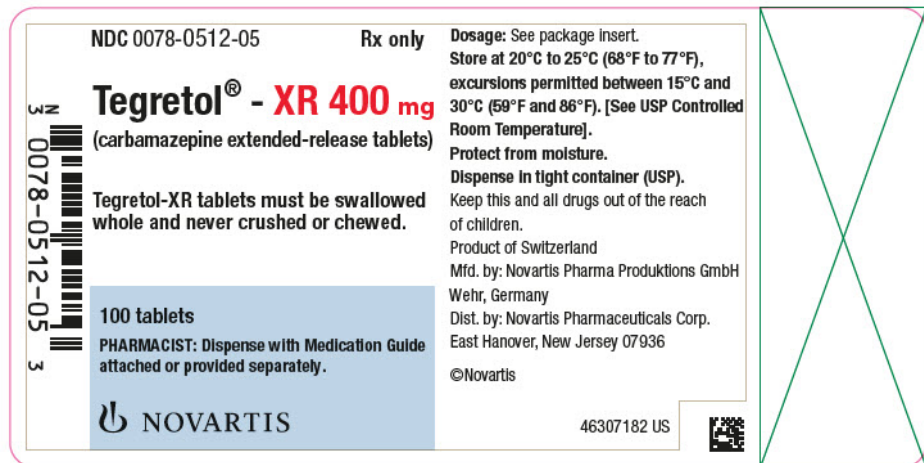 NDC 0078-0512-05 Rx only
Tegretol® - XR 400 mg
(carbamazepine extended-release tablets)
Tegretol-XR tablets must be swallowed
whole and never crushed or chewed.
100 tablets
PHARMACIST: Dispense with Medication Guide
attached or provided separately.
NOVARTIS
N
3 0078-0512-05 3
Dosage: See package insert.
Store at 20°C to 25°C (68°F to 77°F),
excursions permitted between 15°C and
30°C (59°F and 86°F). [See USP Controlled
Room Temperature].
Protect from moisture.
Dispense in tight container (USP).
Keep this and all drugs out of the reach
of children.
Product of Switzerland
Mfd. by: Novartis Pharma Produktions GmbH
Wehr, Germany
Dist. by: Novartis Pharmaceuticals Corp.
East Hanover, New Jersey 07936
©Novartis
46307182 US